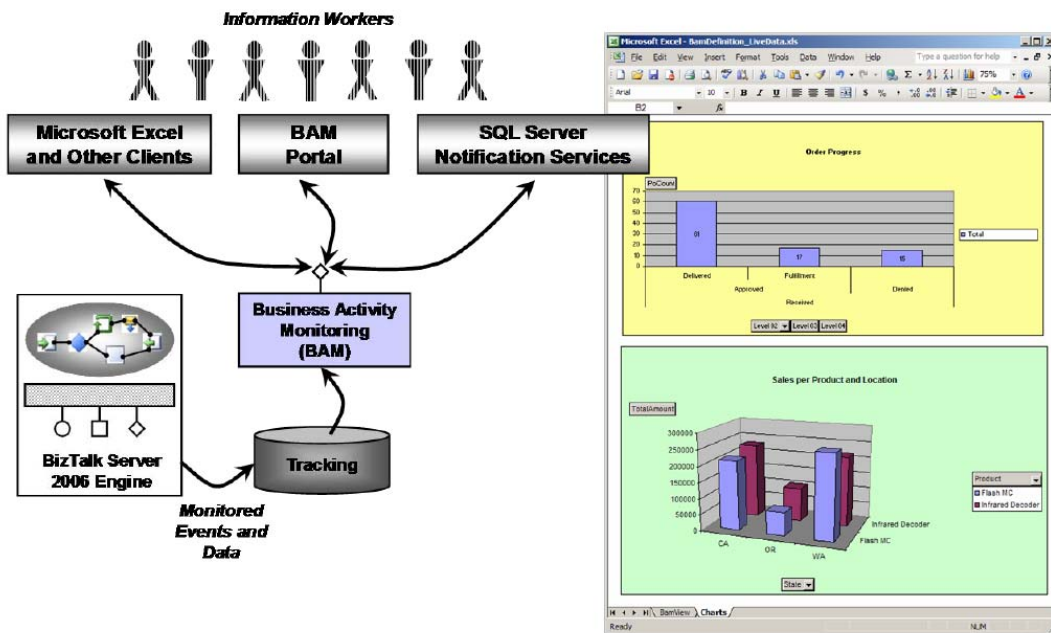 Information Workers
Microsoft Excel
and Other Clients
BAM
Portal
SQL Server
Notification Services
Business Activity
Monitoring
(BAM)
BizTalk Server
2006 Engine
Tracking
Monitored
Events and
Data
Microsoft Excel - BamDefinition_LiveData.xls
File Edit View Insert Format Tools Data Window Help
Type a question for help
75%
Arial
10
B I U
B2
fx
Order Progress
PoCount
70
60
50
40
30
20
10
0
17
Total
Delivered
Fulfillment
Denied
Approved
Received
Level 02
Level 03
Level 04
Sales per Product and Location
TotalAmount
300000
250000
200000
150000
100000
50000
0
CA
OR
WA
Infrared Decoder
Flash MC
Product
Flash MC
Infrared Decoder
State
BamView
Charts
Ready
NUM